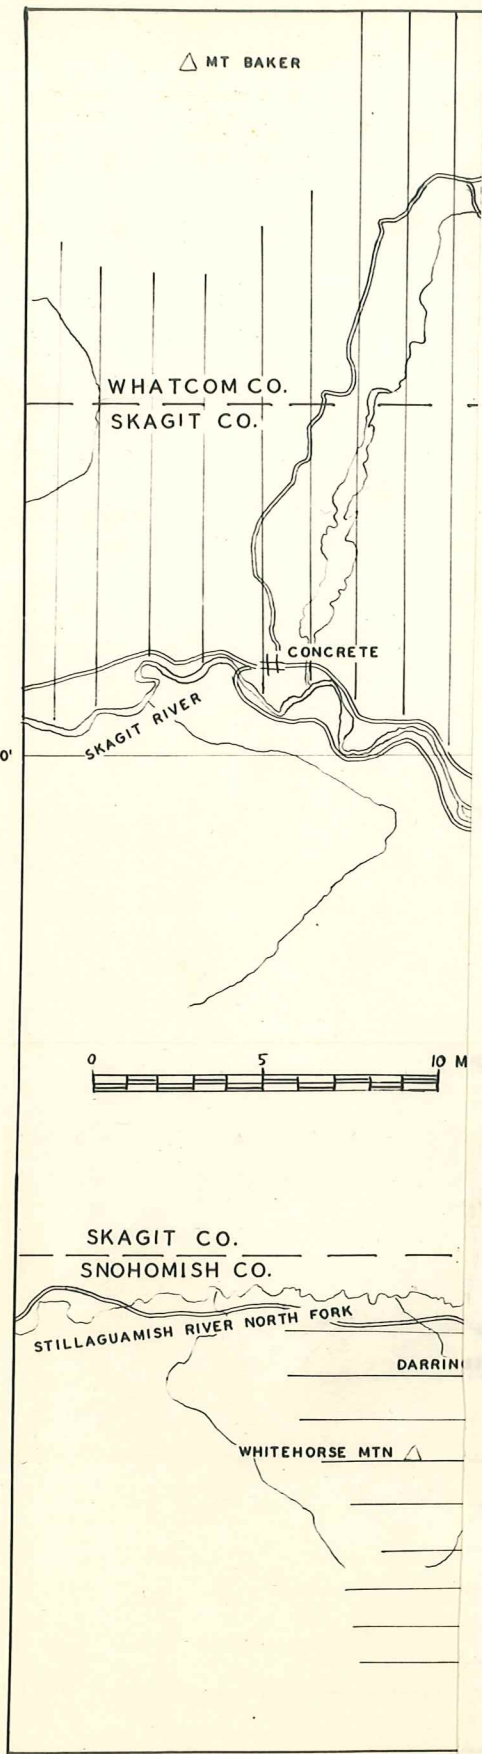 MT BAKER
WHATCOM CO.
SKAGIT CO.
CONCRETE
SKAGIT RIVER
0'
0 5 10 M
SKAGIT CO.
SNOHOMISH CO.
STILLAGUAMISH RIVER NORTH FORK
DARRING
WHITEHORSE MTN